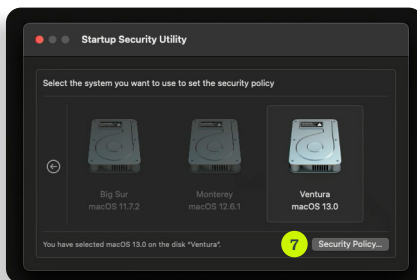 Startup Security Utility
Select the system you want to use to set the security policy
Big Sur
macOS 11.7.2
Monterey
macOS 12.6.1
Ventura
macOS 13.0
You have selected macOS 13.0 on the disk "Ventura".
7
Security Policy...